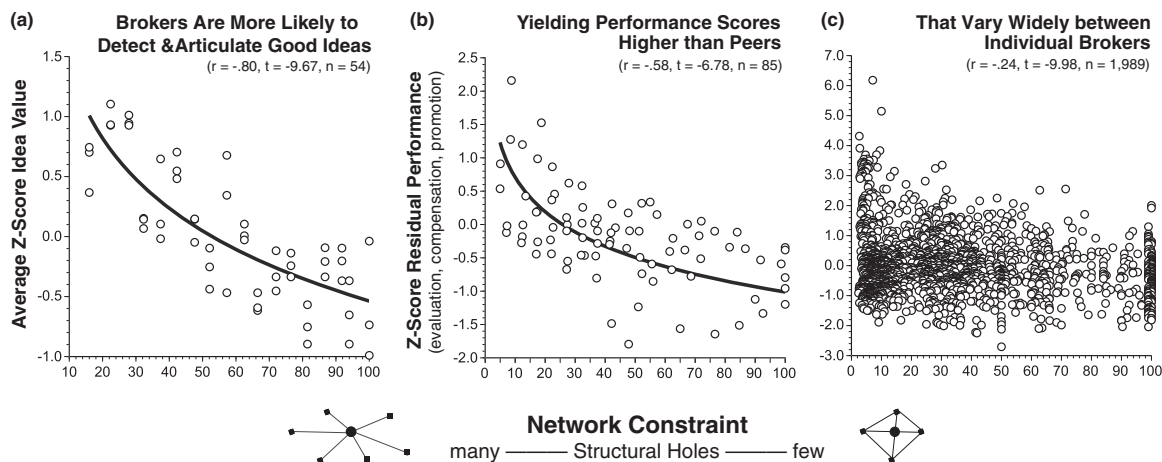 (a)
Brokers Are More Likely to
Detect &Articulate Good Ideas
(r = -.80, t = -9.67, n = 54)
Average Z-Score Idea Value
1.5
1.0
0.5
0.0
-0.5
-1.0
10 20 30 40 50 60 70 80 90 100
(b)
Yielding Performance Scores
Higher than Peers
(r = -.58, t = -6.78, n = 85)
Z-Score Residual Performance
(evaluation, compensation, promotion)
2.5
2.0
1.5
1.0
0.5
-0.0
-0.5
-1.0
-1.5
-2.0
0 10 20 30 40 50 60 70 80 90 100
(c)
That Vary Widely between
Individual Brokers
(r = -.24, t = -9.98, n = 1,989)
7.0
6.0
5.0
4.0
3.0
2.0
1.0
0.0
-1.0
-2.0
-3.0
0 10 20 30 40 50 60 70 80 90 100
Network Constraint
many ——— Structural Holes ——— few